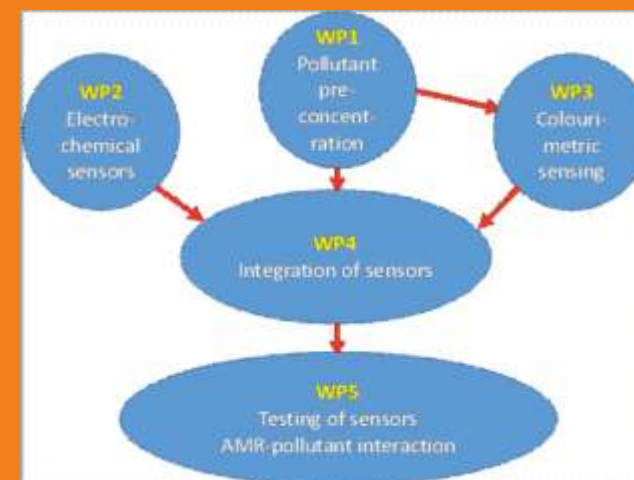 WP1
Pollutant
pre-
concent-
ration
WP2
Electro-
chemical
sensors
WP3
Colouri-
metric
sensing
WP4
Integration of sensors
WP5
Testing of sensors
AMR-pollutant interaction